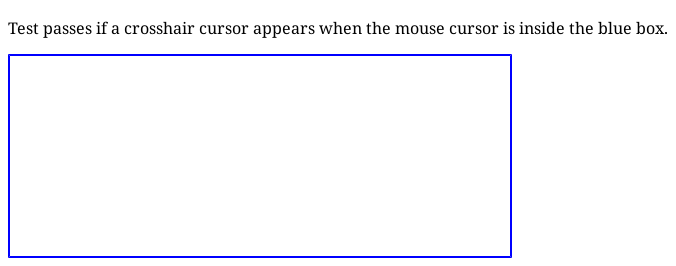 Test passes if a crosshair cursor appears when the mouse cursor is inside the blue box.